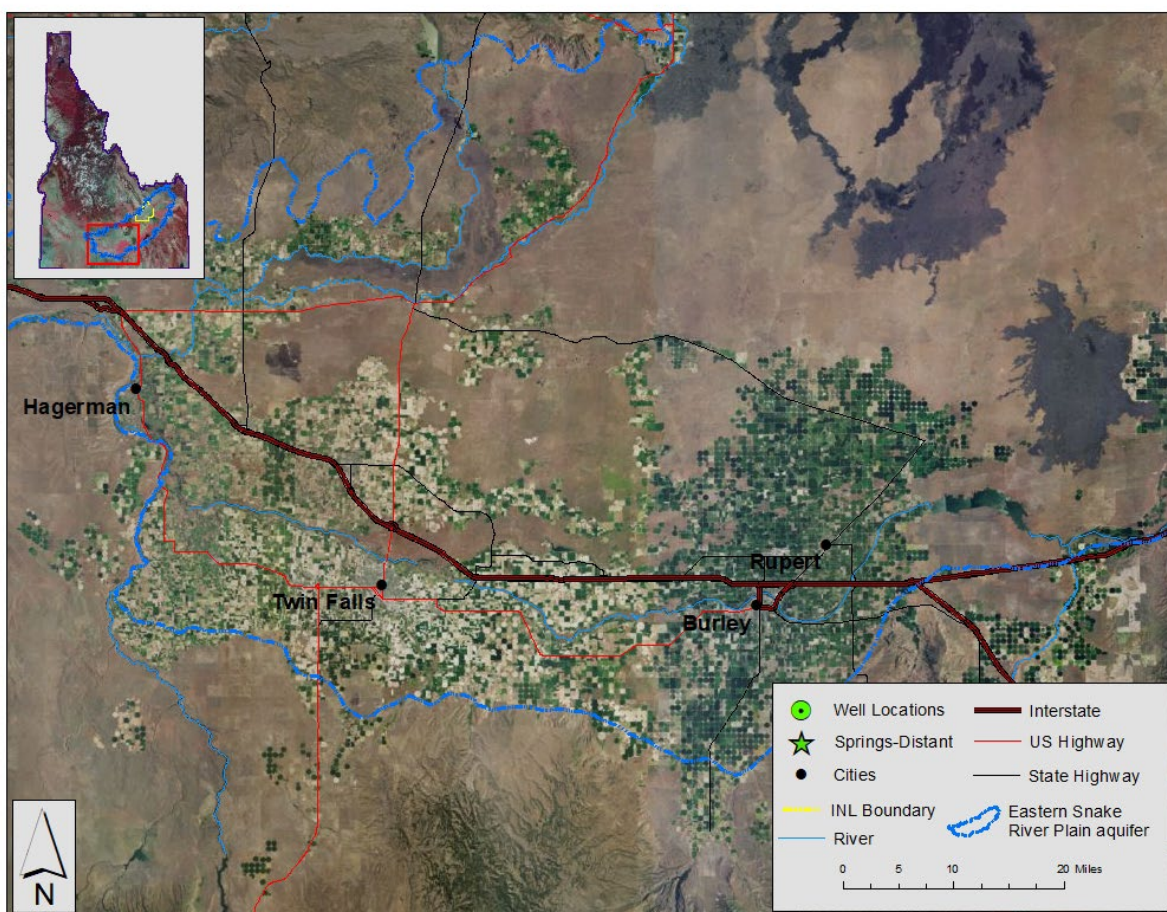 Hagerman
Twin Falls
Rupert
Burley
N
Well Locations
Springs-Distant
Cities
INL Boundary
River
Interstate
US Highway
State Highway
Eastern Snake
River Plain aquifer
0 5 10 20 Miles